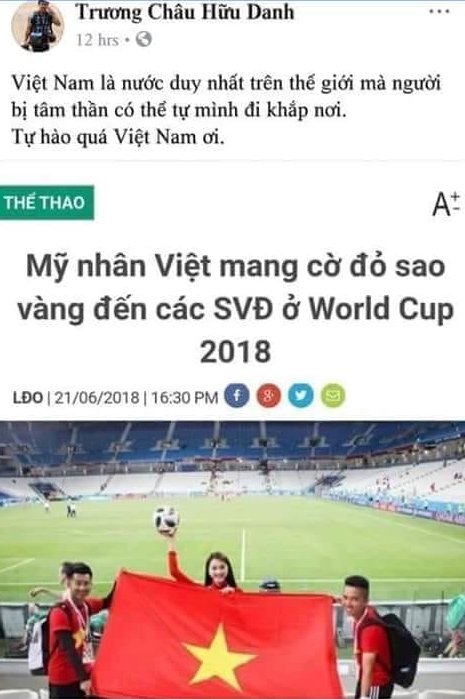 Trương Châu Hữu Danh
12 hrs
Việt Nam là nước duy nhất trên thế giới mà người
bị tâm thần có thể tự mình đi khắp nơi.
Tự hào quá Việt Nam ơi.
THỂ THAO
A+-
Mỹ nhân Việt mang cờ đỏ sao
vàng đến các SVĐ ở World Cup
2018
LĐO | 21/06/2018 | 16:30 PM